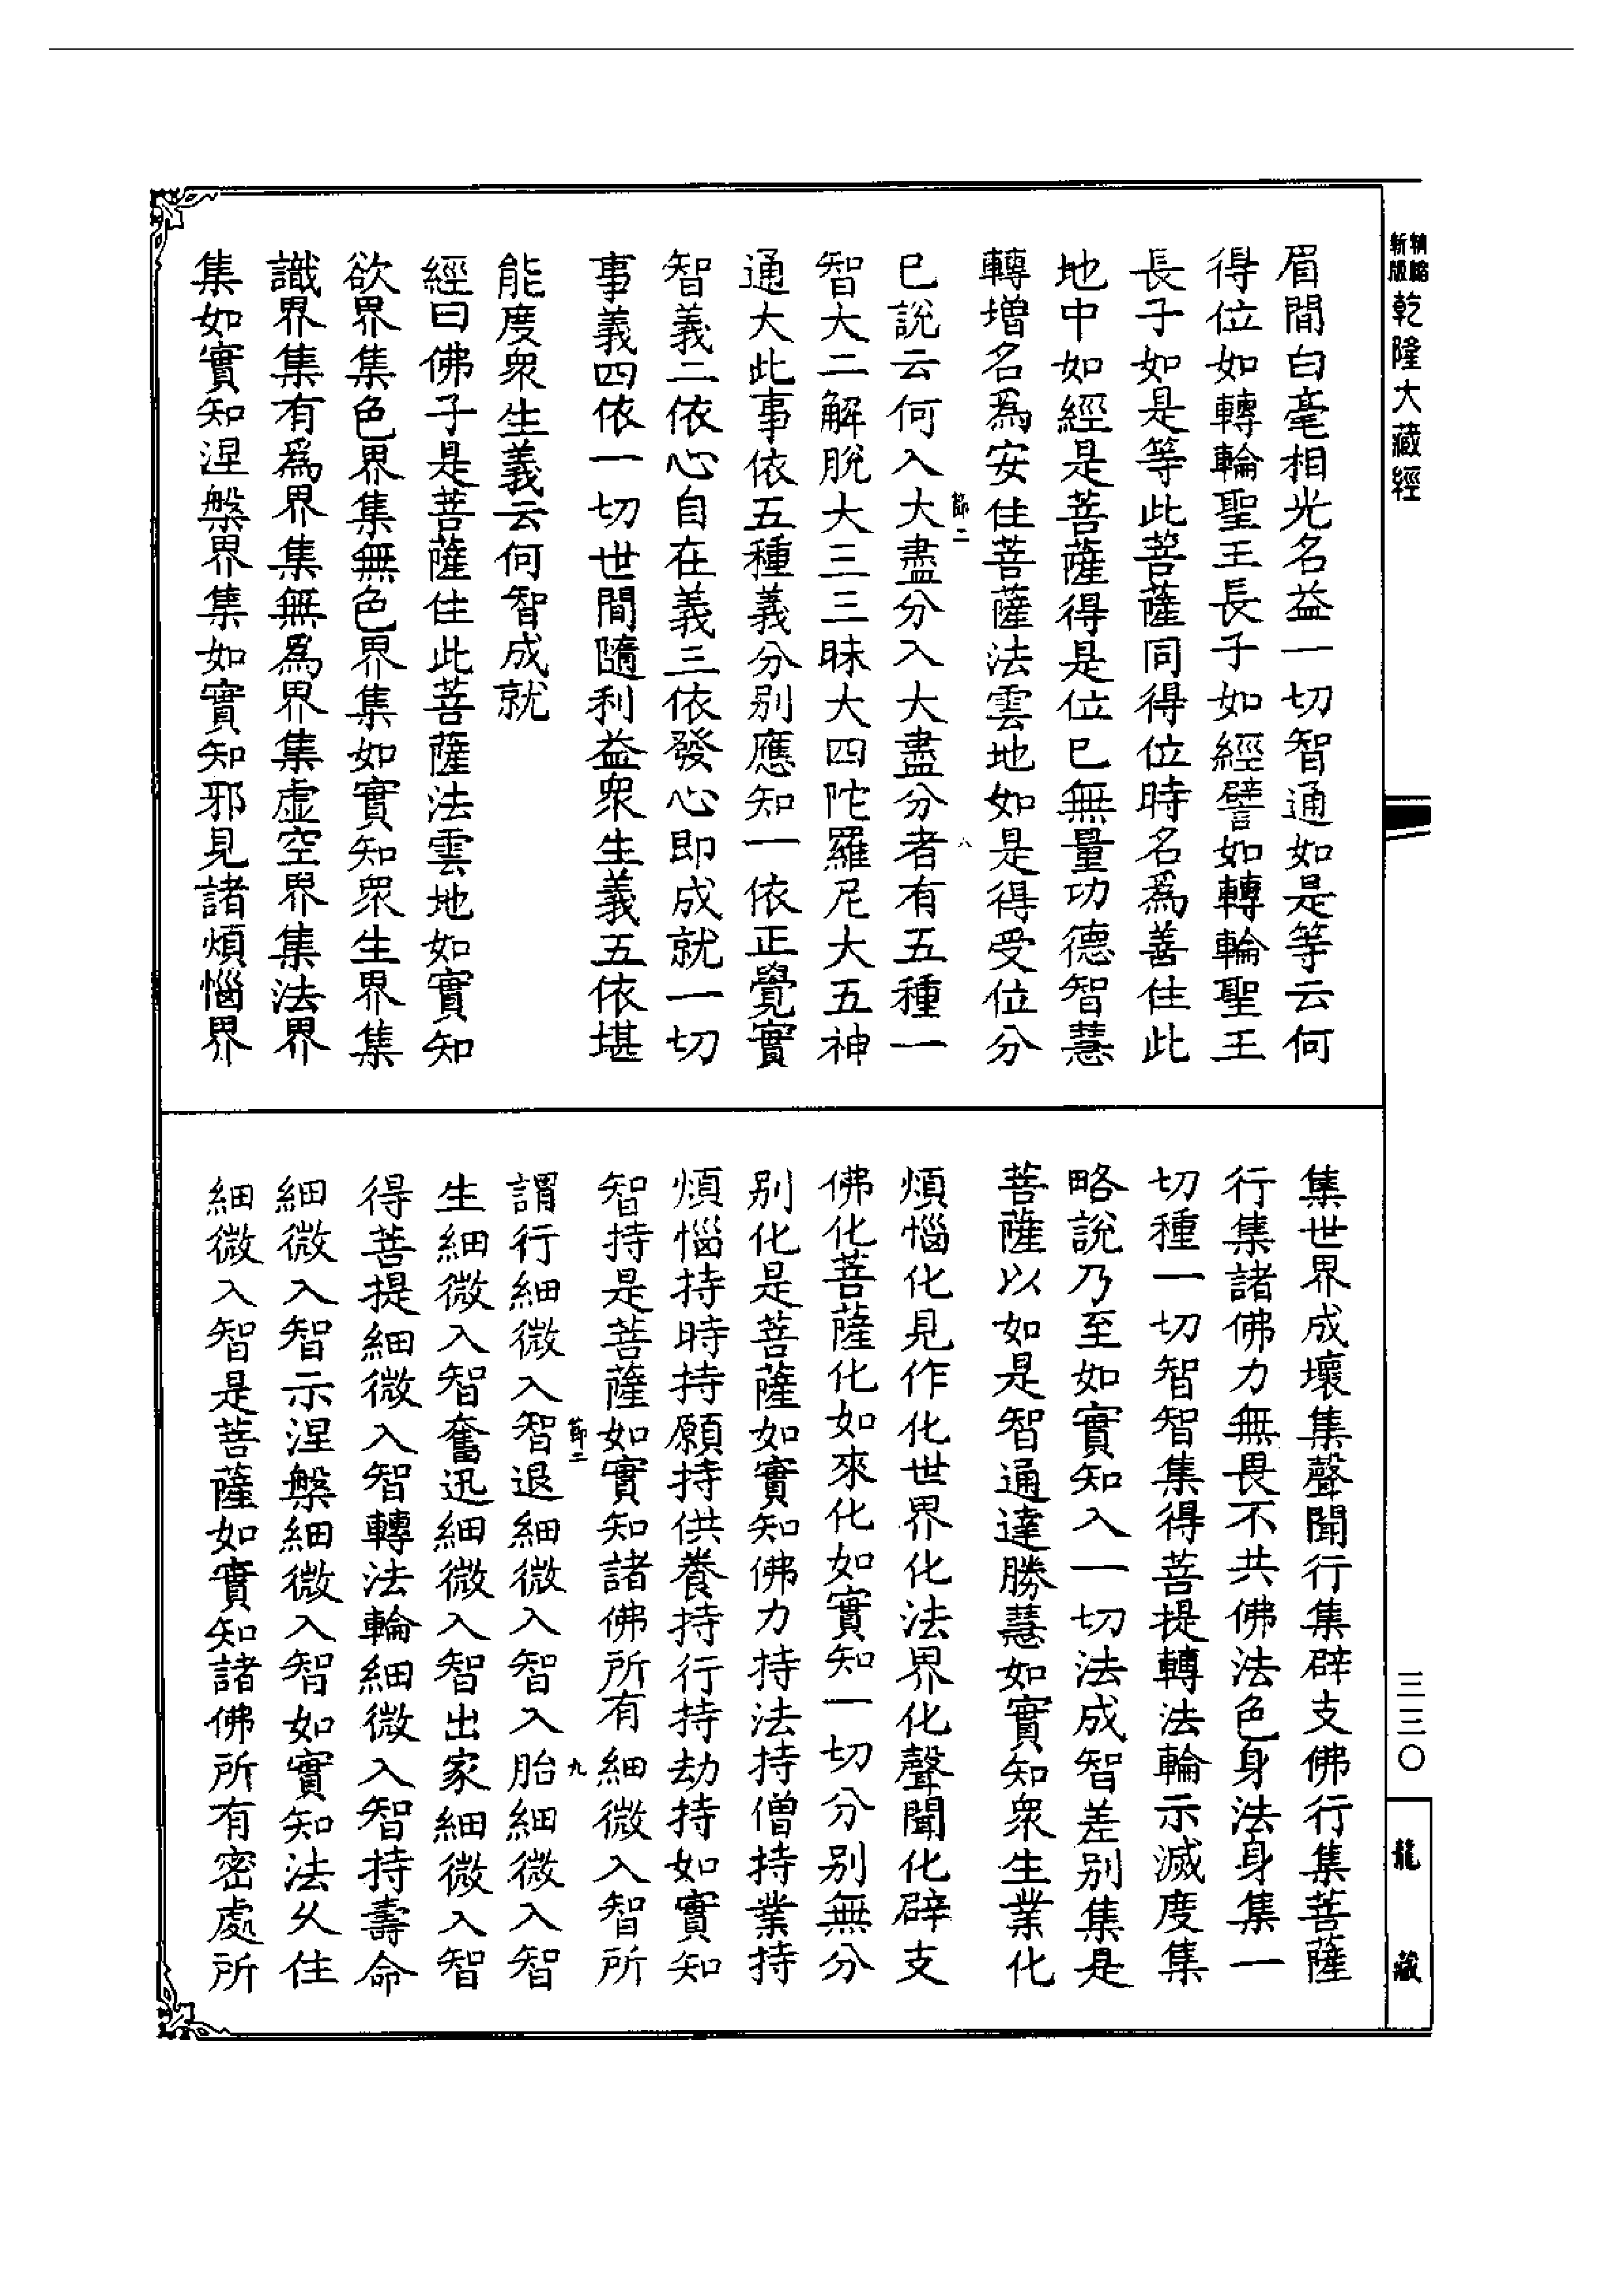 新版
乾隆大藏經
眉間白毫相光名益一切智通如是等云何
得位如轉輪聖王長子如經譬如轉輪聖王
長子如是等此菩薩同得位時名爲善住此
地中如經是菩薩得是位已無量功德智慧
轉增名爲安住菩薩法雲地如是得受位分
節二
八
已說云何入大盡分入大盡分者有五種一
智大二解脫大三三昧大四陀羅尼大五神
通大此事依五種義分别應知一依正覺實
智義二依心自在義三依發心即成就一切
事義四依一切世間隨利益衆生義五依堪
能度衆生義云何智成就
經曰佛子是菩薩住此菩薩法雲地如實知
欲界集色界集無色界集如實知衆生界集
識界集有爲界集無爲界集虛空界集法界
集如實知涅槃界集如實知邪見諸煩惱界
集世界成壞集聲聞行集辟支佛行集菩薩
行集諸佛力無畏不共佛法色身法身集一
切種一切智智集得菩提轉法輪示滅度集
略說乃至如實知入一切法成智差别集是
菩薩以如是智通達勝慧如實知衆生業化
煩惱化見作化世界化法界化聲聞化辟支
佛化菩薩化如來化如實知一切分别無分
别化是菩薩如實知佛力持法持僧持業持
煩惱持時持願持供養持行持劫持如實知
智持是菩薩如實知諸佛所有細微入智所
節二
九
謂行細微入智退細微入智入胎細微入智
生細微入智奮迅細微入智出家細微入智
得菩提細微入智轉法輪細微入智持壽命
細微入智示涅槃細微入智如實知法久住
細微入智是菩薩如實知諸佛所有密處所
三三〇
龍藏